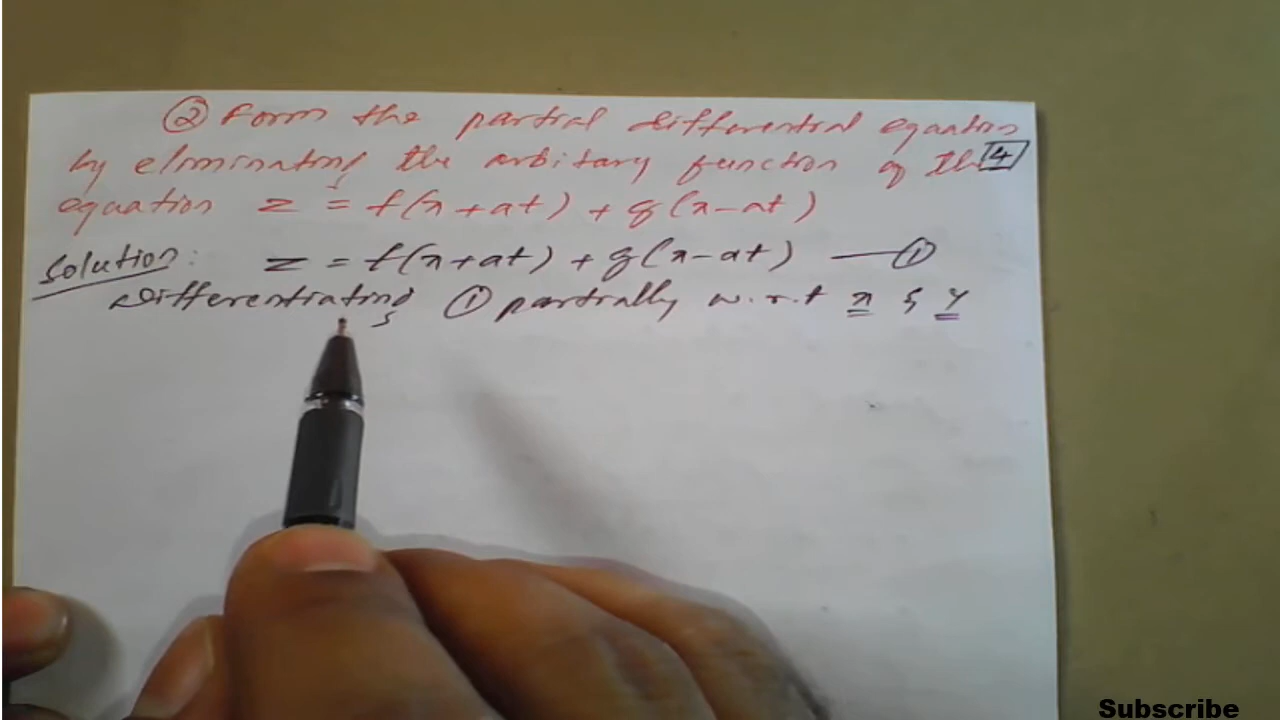 ② Form the partial differential equation
by eliminating the arbitary function of the [4]
equation z = f(x+at) + g(x-at)
Solution: z = f(x+at) + g(x-at) — ①
Differentiating ① partially w.r.t x & y
Subscribe